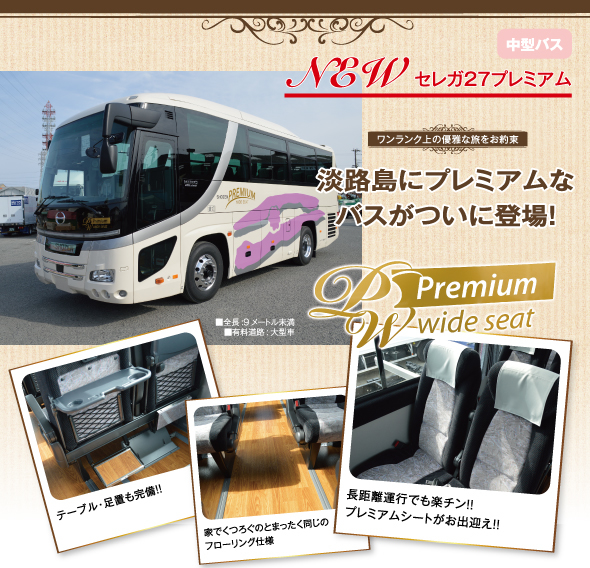 中型バス
NEW セレガ27プレミアム
ワンランク上の優雅な旅をお約束
淡路島にプレミアムな
バスがついに登場!
PREMIUM
PW Premium
wide seat
■全長:9メートル未満
■有料道路:大型車
テーブル・足置も完備!!
家でくつろぐのとまったく同じの
フローリング仕様
長距離運行でも楽チン!!
プレミアムシートがお出迎え!!